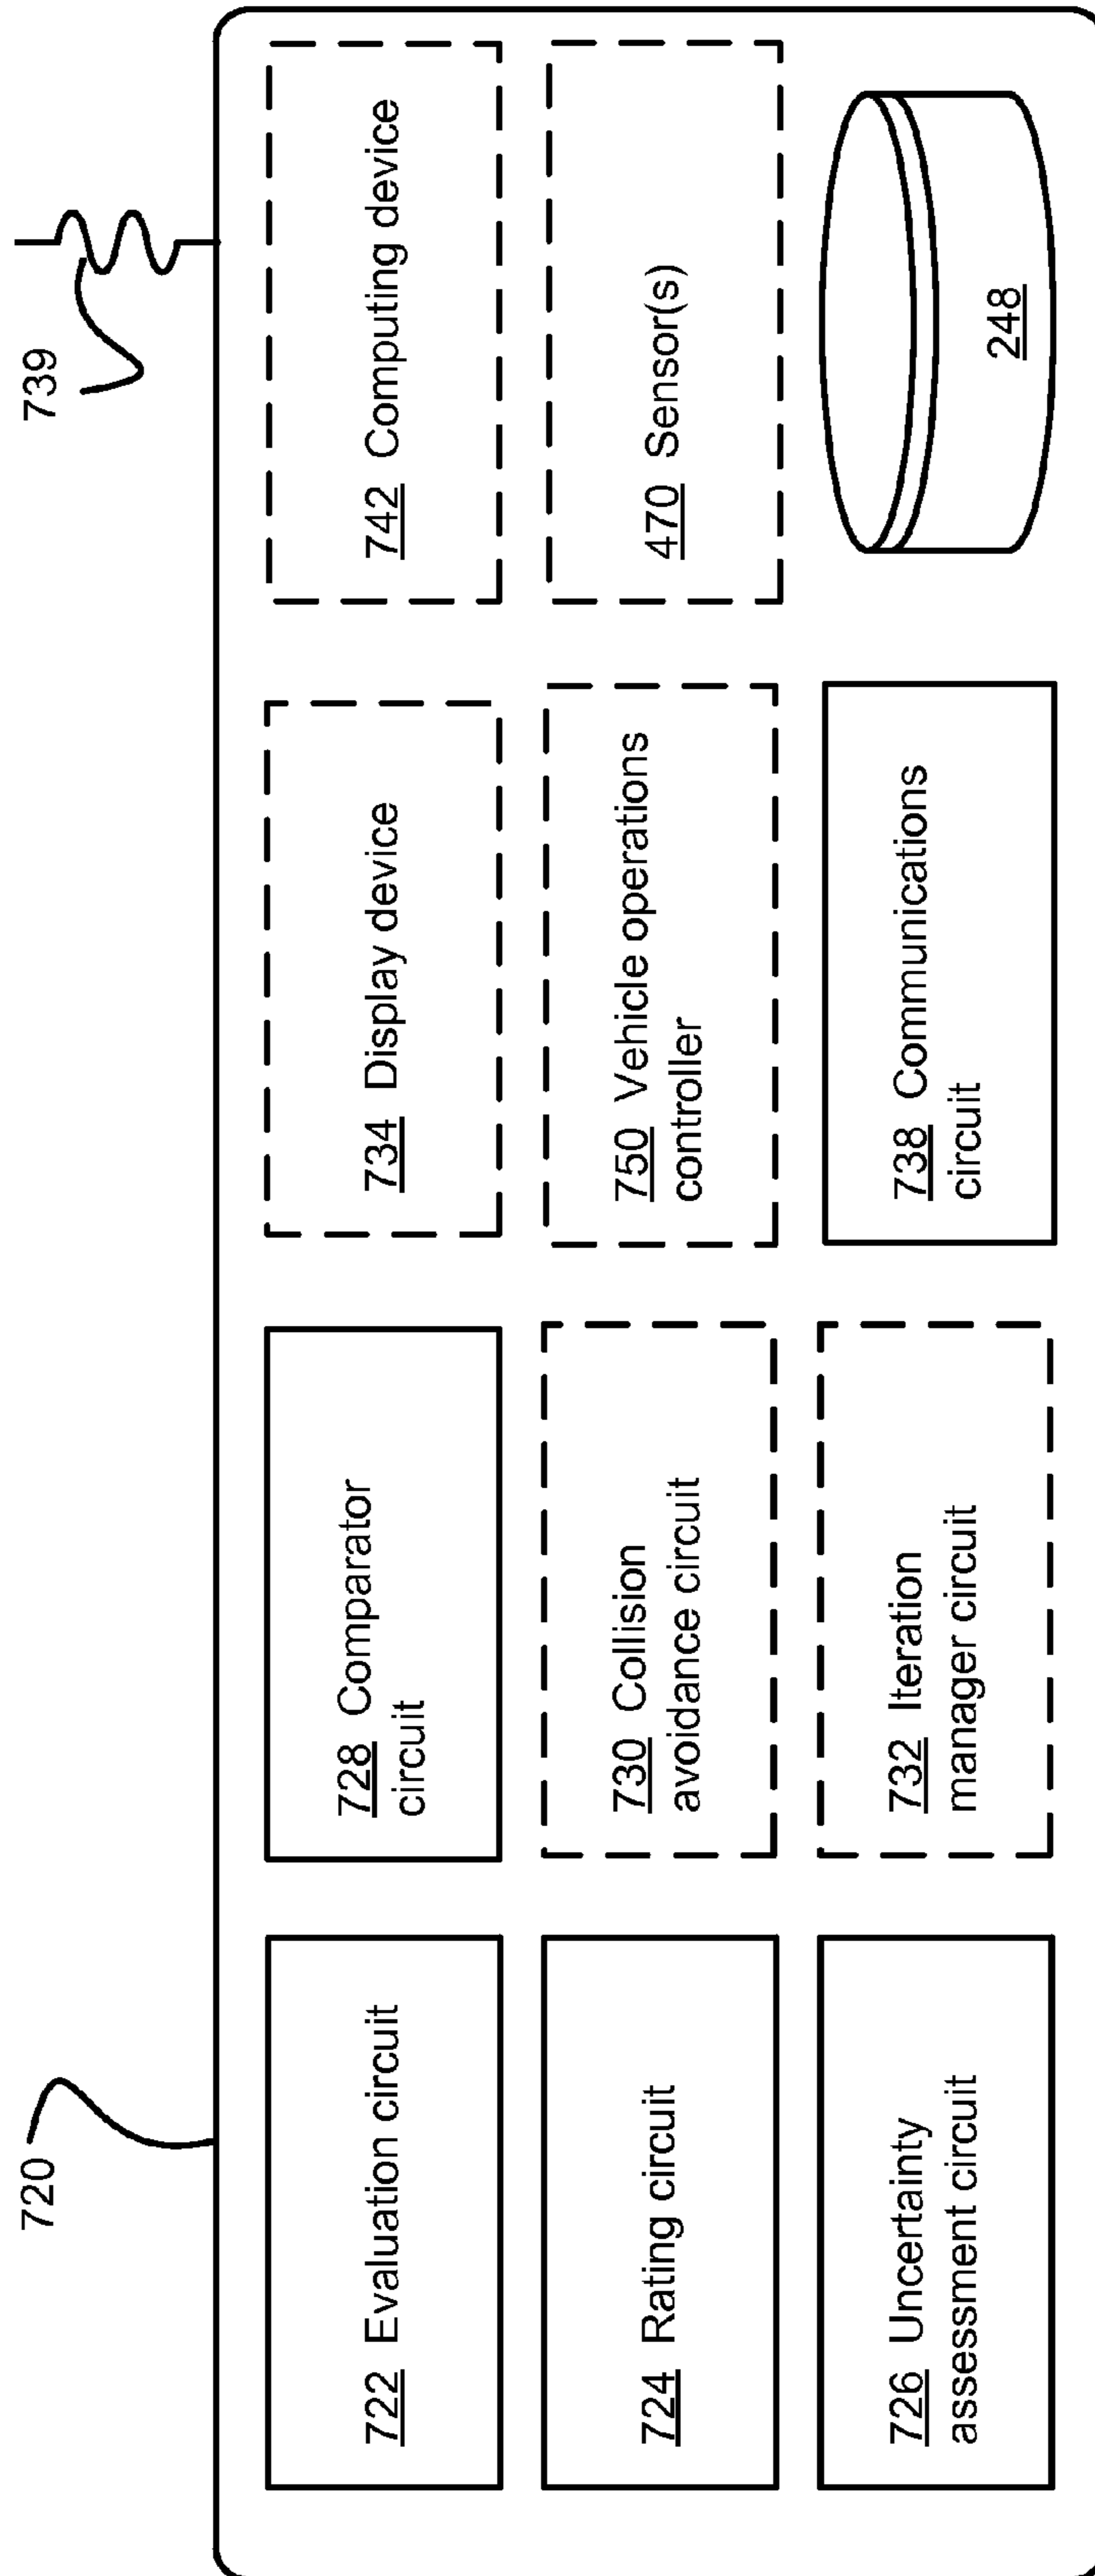 720
739
722 Evaluation circuit
724 Rating circuit
726 Uncertainty
assessment circuit
728 Comparator
circuit
730 Collision
avoidance circuit
732 Iteration
manager circuit
734 Display device
750 Vehicle operations
controller
738 Communications
circuit
742 Computing device
470 Sensor(s)
248